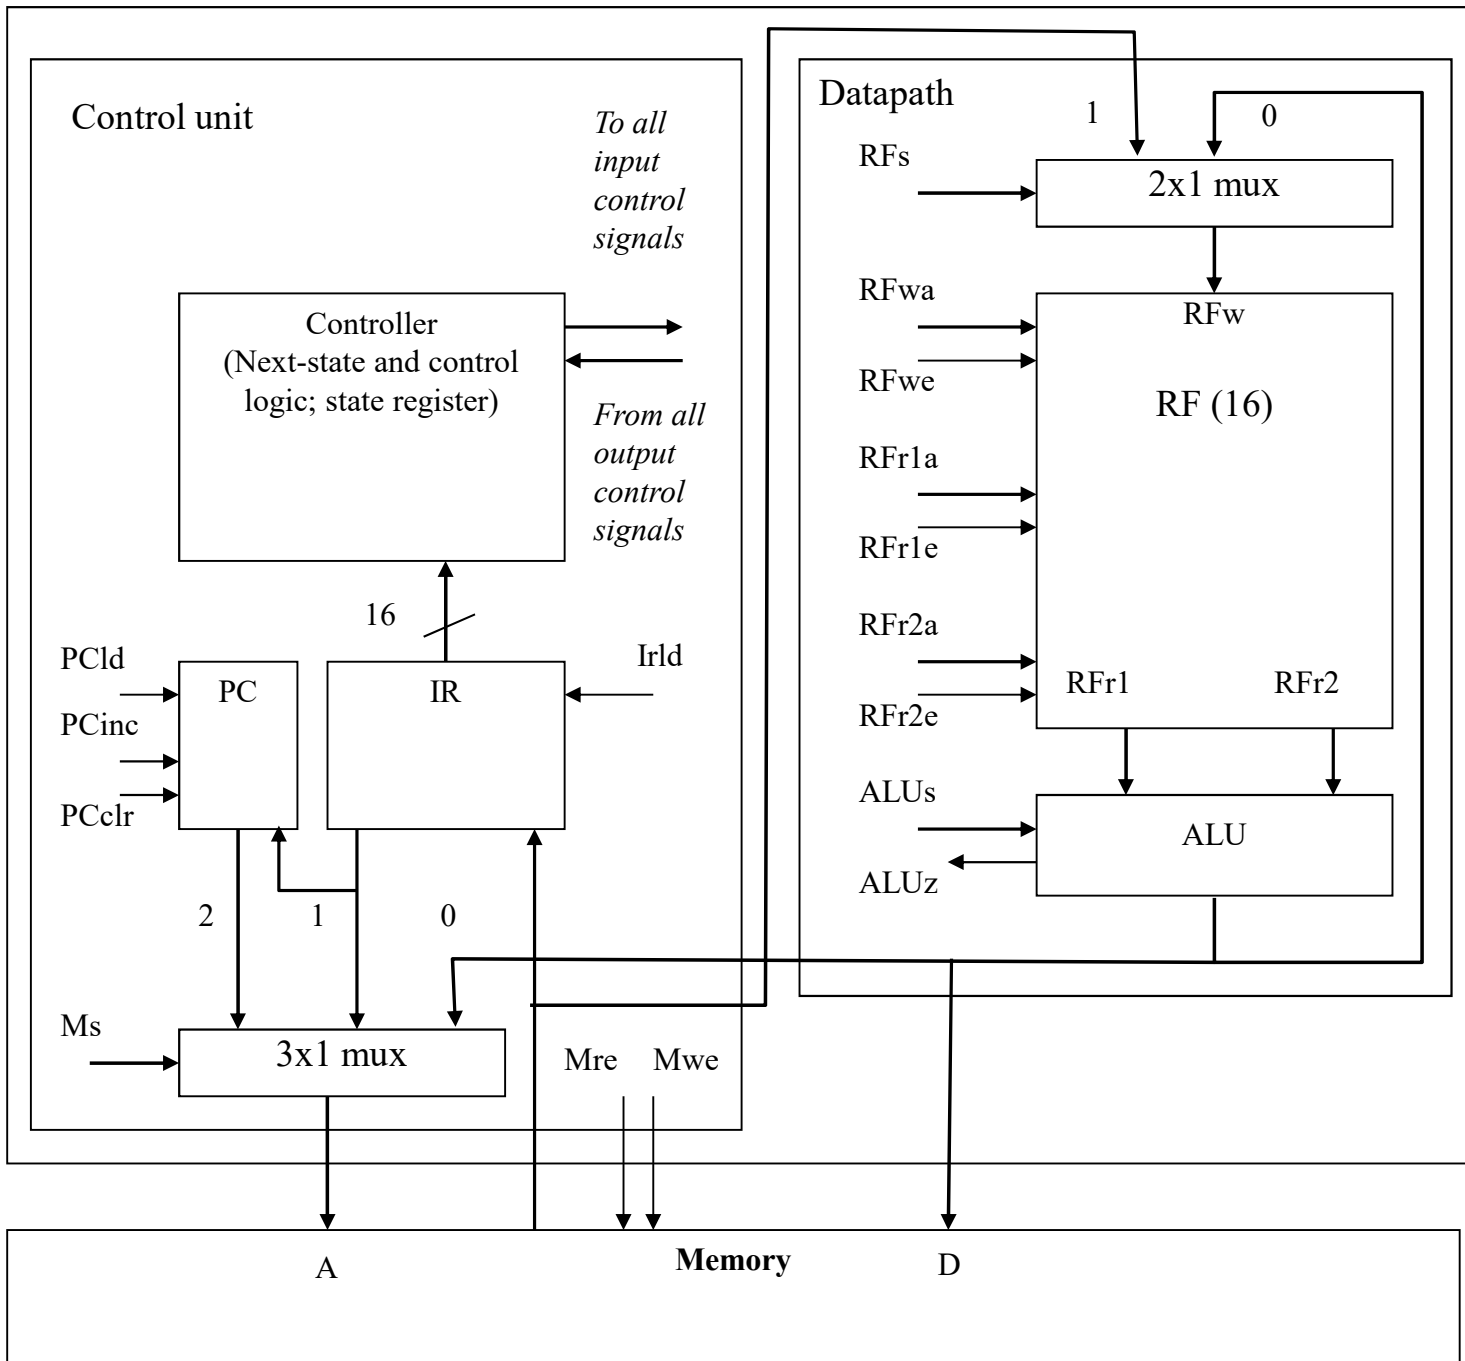 Control unit
To all
input
control
signals
Controller
(Next-state and control
logic; state register)
From all
output
control
signals
16
PCld
PCinc
PCclr
PC
IR
Irld
2
1
0
Ms
3x1 mux
Mre
Mwe
Datapath
1
0
RFs
2x1 mux
RFwa
RFwe
RFw
RF (16)
RFr1a
RFr1e
RFr2a
RFr2e
RFr1
RFr2
ALUs
ALUz
ALU
A
Memory
D